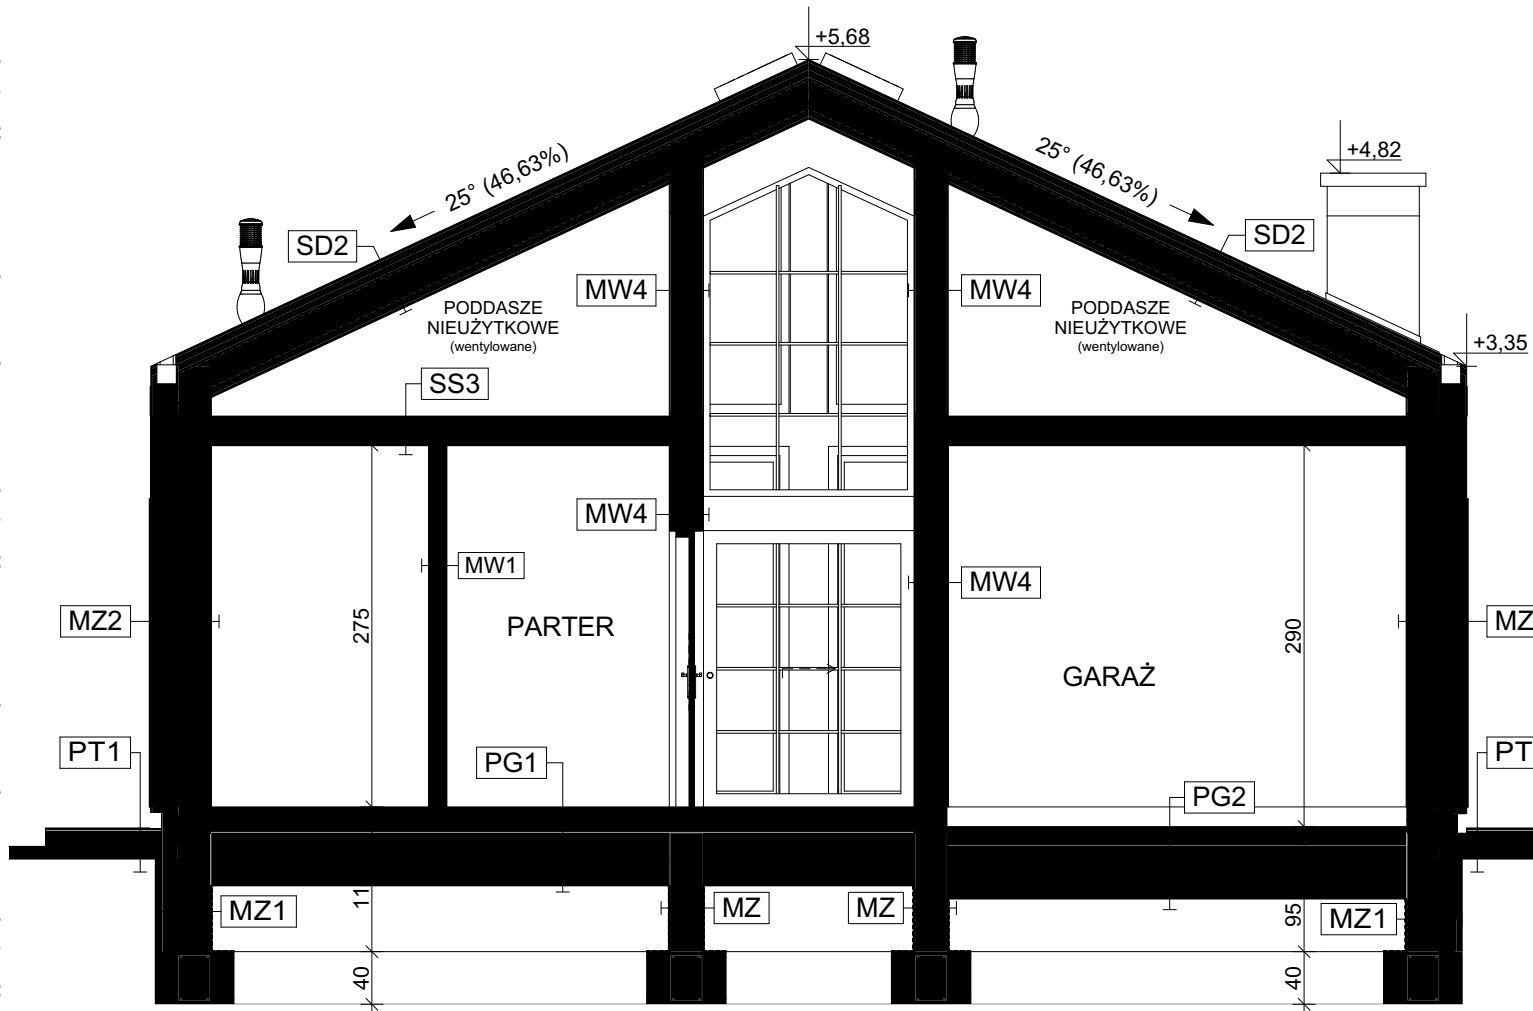 +5,68
25° (46,63%)
25° (46,63%)
+4,82
SD2
SD2
MW4
MW4
PODDASZE
NIEUŻYTKOWE
(wentylowane)
PODDASZE
NIEUŻYTKOWE
(wentylowane)
+3,35
SS3
MW4
MW1
MW4
MZ2
275
PARTER
290
MZ
GARAŻ
PT1
PG1
PG2
PT
11
MZ1
MZ
MZ
95
MZ1
40
40